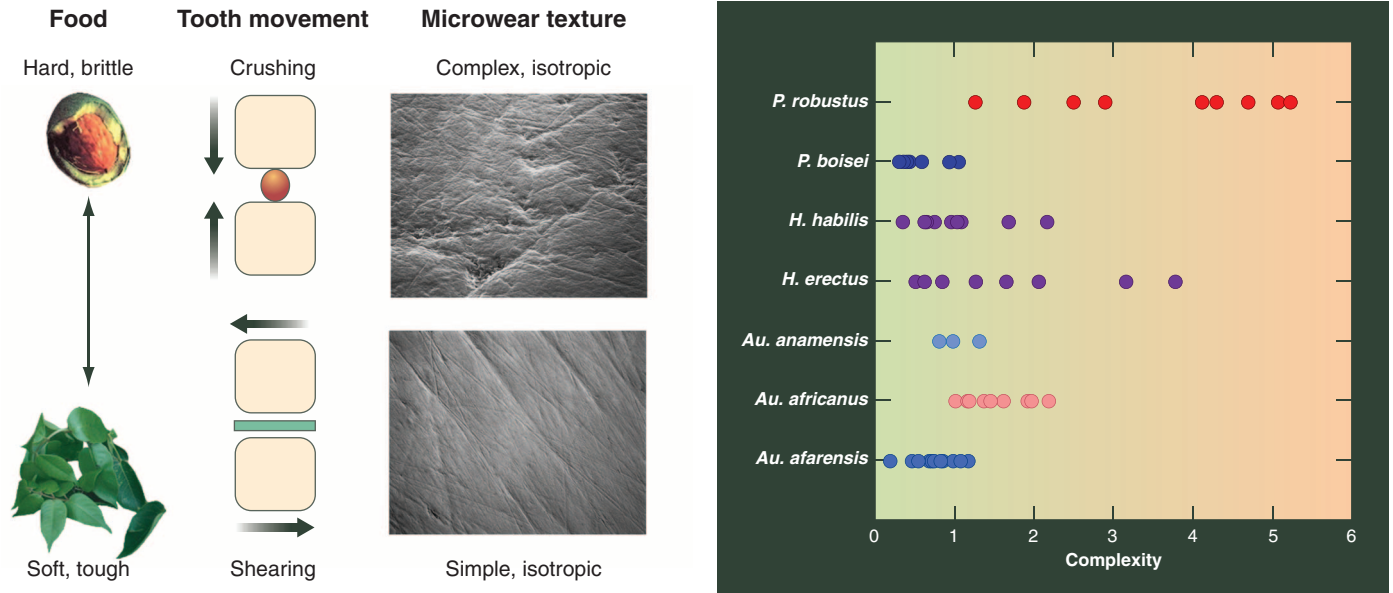 Food
Tooth movement
Microwear texture
Hard, brittle
Crushing
Complex, isotropic
Soft, tough
Shearing
Simple, isotropic
P. robustus
P. boisei
H. habilis
H. erectus
Au. anamensis
Au. africanus
Au. afarensis
0 1 2 3 4 5 6
Complexity